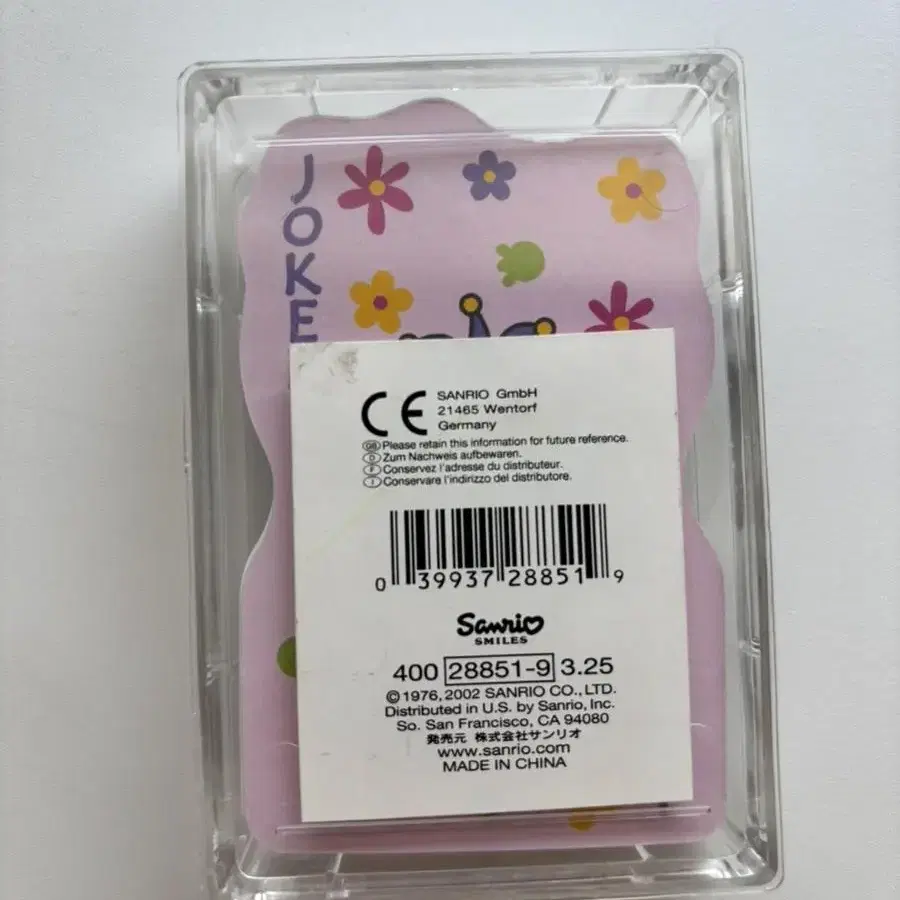 JOKE
CE
SANRIO GmbH
21465 Wentorf
Germany
GB Please retain this information for future reference.
D Zum Nachweis aufbewaren.
F Conservez l'adresse du distributeur.
I Conservare l'indirizzo del distributore.
0 39937 28851 9
Sanrio
SMILES
400 28851-9 3.25
© 1976, 2002 SANRIO CO., LTD.
Distributed in U.S. by Sanrio, Inc.
So. San Francisco, CA 94080
発売元 株式会社サンリオ
www.sanrio.com
MADE IN CHINA